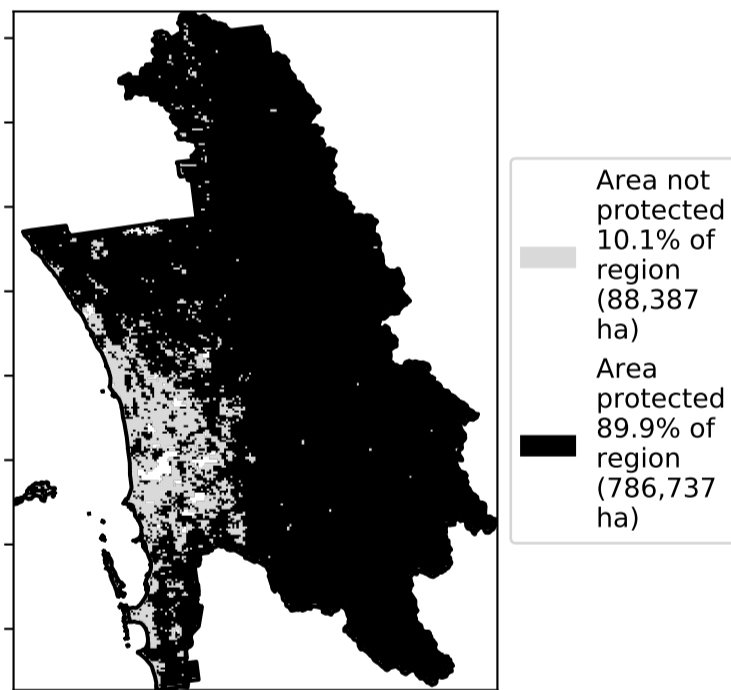 Area not
protected
10.1% of
region
(88,387
ha)
Area
protected
89.9% of
region
(786,737
ha)